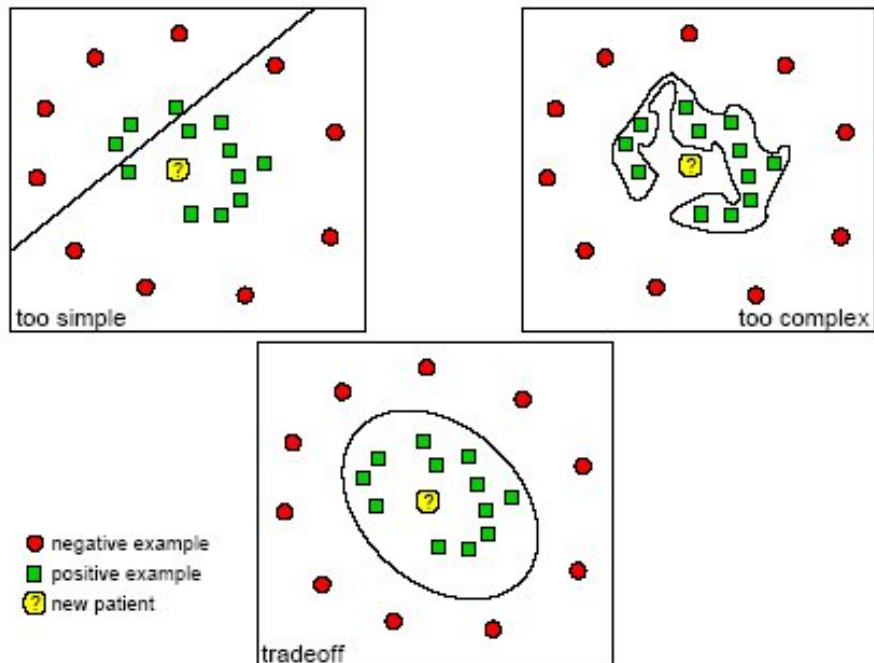 too simple
too complex
negative example
positive example
new patient
tradeoff
?
?
?
?